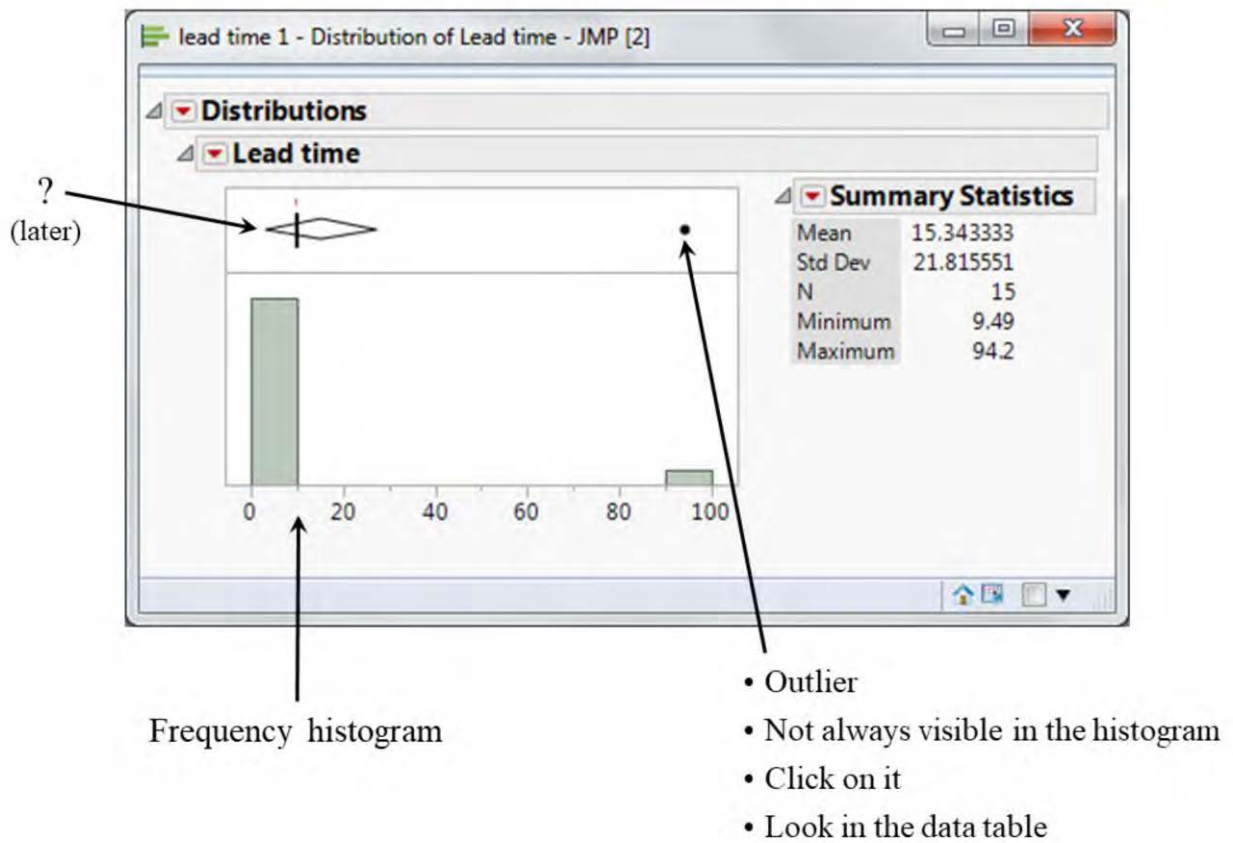 lead time 1 - Distribution of Lead time - JMP [2]
Distributions
Lead time
?
(later)
Summary Statistics
Mean 15.343333
Std Dev 21.815551
N 15
Minimum 9.49
Maximum 94.2
0 20 40 60 80 100
Frequency histogram
• Outlier
• Not always visible in the histogram
• Click on it
• Look in the data table